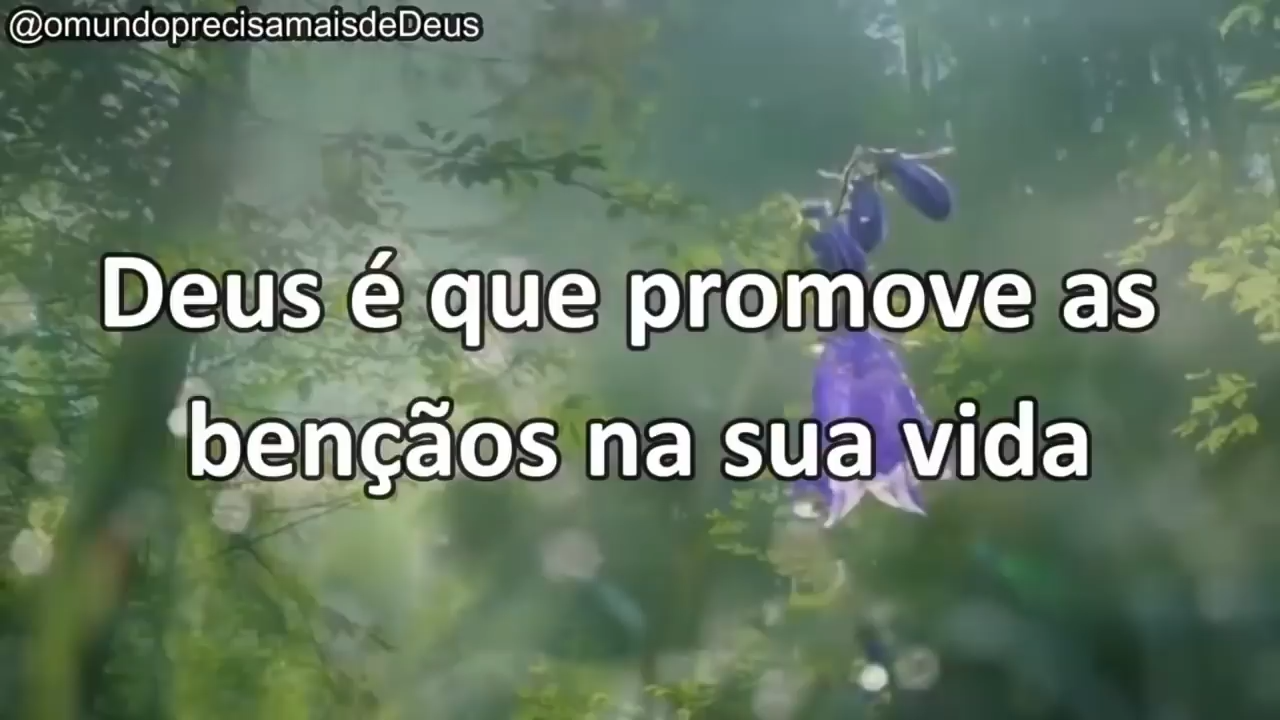 @omundoprecisamaisdeDeus
Deus é que promove as
bençãos na sua vida